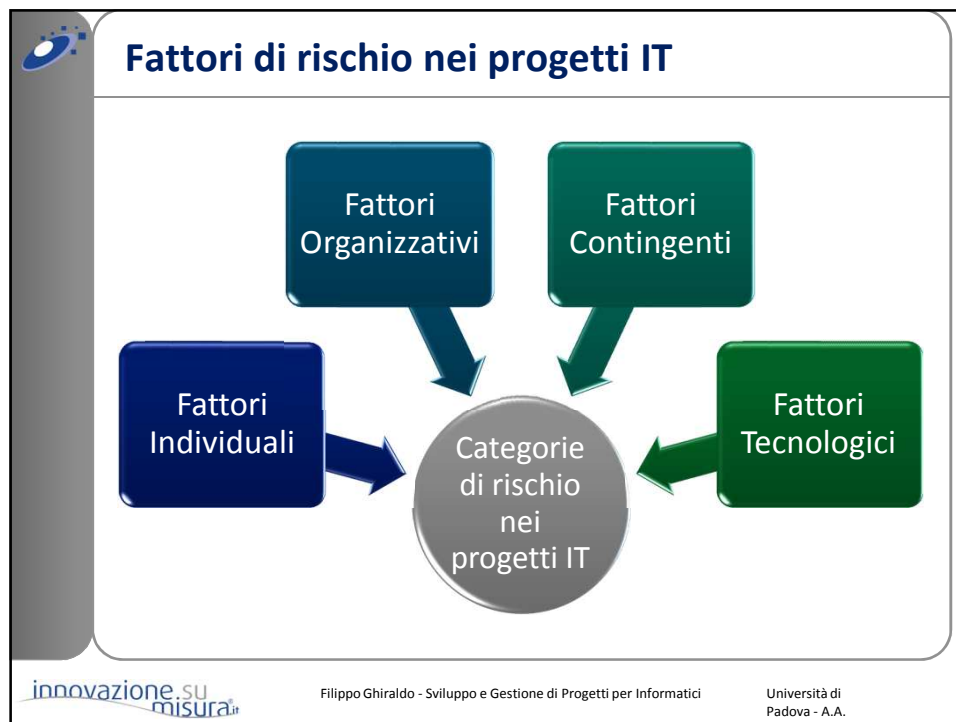 Fattori di rischio nei progetti IT
Fattori
Organizzativi
Fattori
Contingenti
Fattori
Individuali
Fattori
Tecnologici
Categorie
di rischio
nei
progetti IT
innovazione.su
misura.it
Filippo Ghiraldo - Sviluppo e Gestione di Progetti per Informatici
Università di
Padova - A.A.